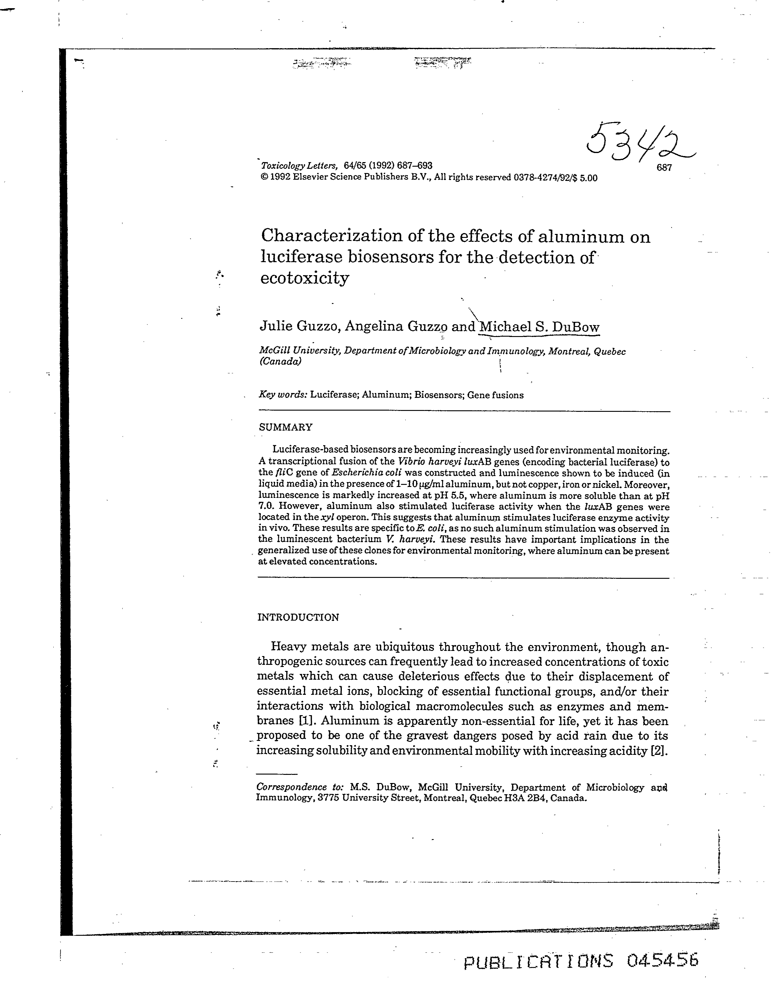 5342
Toxicology Letters, 64/65 (1992) 687–693
687
© 1992 Elsevier Science Publishers B.V., All rights reserved 0378-4274/92/$ 5.00
Characterization of the effects of aluminum on
luciferase biosensors for the detection of
ecotoxicity
Julie Guzzo, Angelina Guzzo and Michael S. DuBow
McGill University, Department of Microbiology and Immunology, Montreal, Quebec
(Canada)
Key words: Luciferase; Aluminum; Biosensors; Gene fusions
SUMMARY
Luciferase-based biosensors are becoming increasingly used for environmental monitoring.
A transcriptional fusion of the Vibrio harveyi luxAB genes (encoding bacterial luciferase) to
the fliC gene of Escherichia coli was constructed and luminescence shown to be induced (in
liquid media) in the presence of 1–10 µg/ml aluminum, but not copper, iron or nickel. Moreover,
luminescence is markedly increased at pH 5.5, where aluminum is more soluble than at pH
7.0. However, aluminum also stimulated luciferase activity when the luxAB genes were
located in the xyl operon. This suggests that aluminum stimulates luciferase enzyme activity
in vivo. These results are specific to E. coli, as no such aluminum stimulation was observed in
the luminescent bacterium V. harveyi. These results have important implications in the
generalized use of these clones for environmental monitoring, where aluminum can be present
at elevated concentrations.
INTRODUCTION
Heavy metals are ubiquitous throughout the environment, though an-
thropogenic sources can frequently lead to increased concentrations of toxic
metals which can cause deleterious effects due to their displacement of
essential metal ions, blocking of essential functional groups, and/or their
interactions with biological macromolecules such as enzymes and mem-
branes [1]. Aluminum is apparently non-essential for life, yet it has been
proposed to be one of the gravest dangers posed by acid rain due to its
increasing solubility and environmental mobility with increasing acidity [2].
Correspondence to: M.S. DuBow, McGill University, Department of Microbiology and
Immunology, 3775 University Street, Montreal, Quebec H3A 2B4, Canada.
PUBLICATIONS 045456